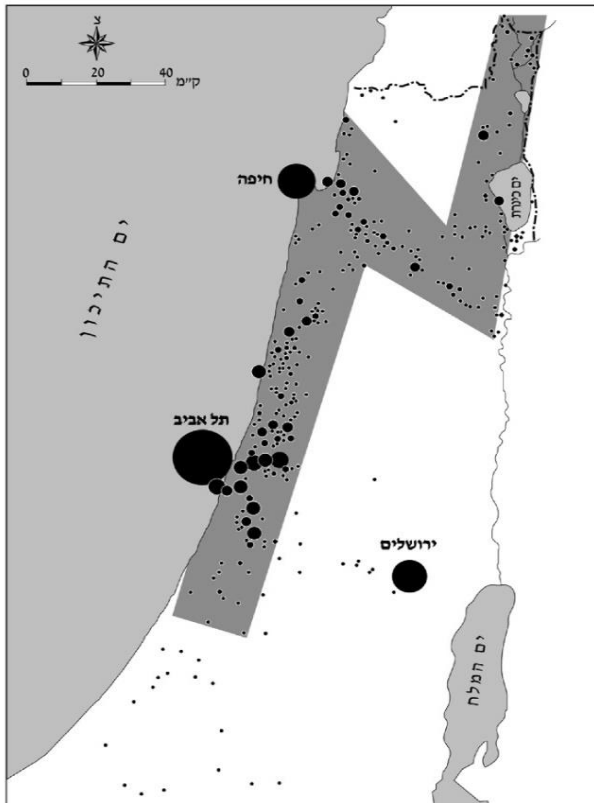 צ
0 20 40 ק"מ
חיפה
ים כנרת
ים התיכון
תל אביב
ירושלים
ים המלח